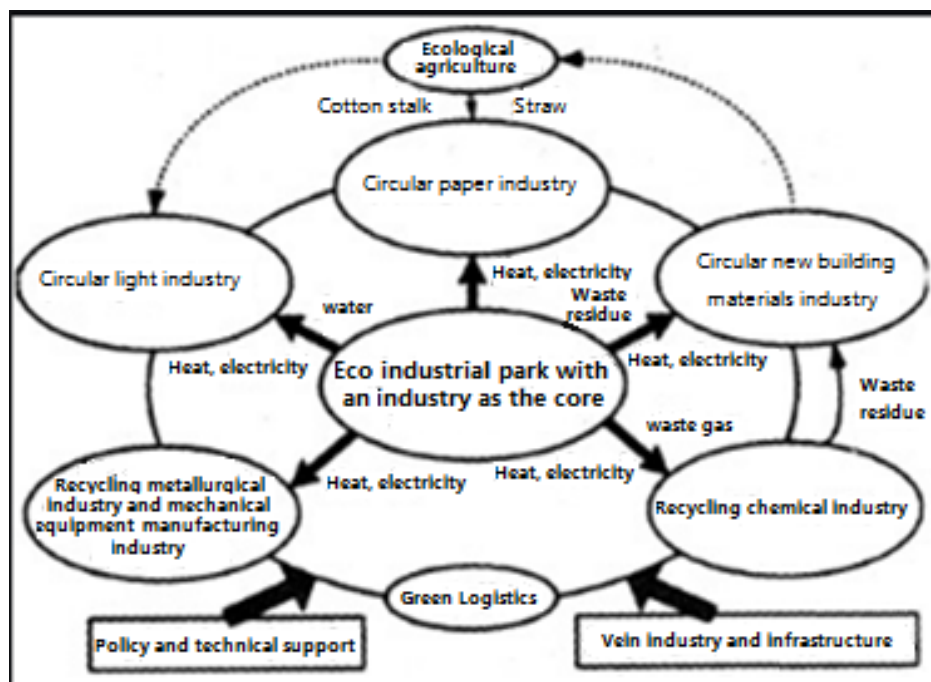 Ecological
agriculture
Cotton stalk
Straw
Circular paper industry
Circular light industry
Circular new building
materials industry
Heat, electricity
Waste
residue
water
Heat, electricity
Heat, electricity
Eco industrial park with
an industry as the core
Waste
residue
waste gas
Heat, electricity
Heat, electricity
Recycling metallurgical
industry and mechanical
equipment manufacturing
industry
Recycling chemical industry
Green Logistics
Policy and technical support
Vein industry and infrastructure